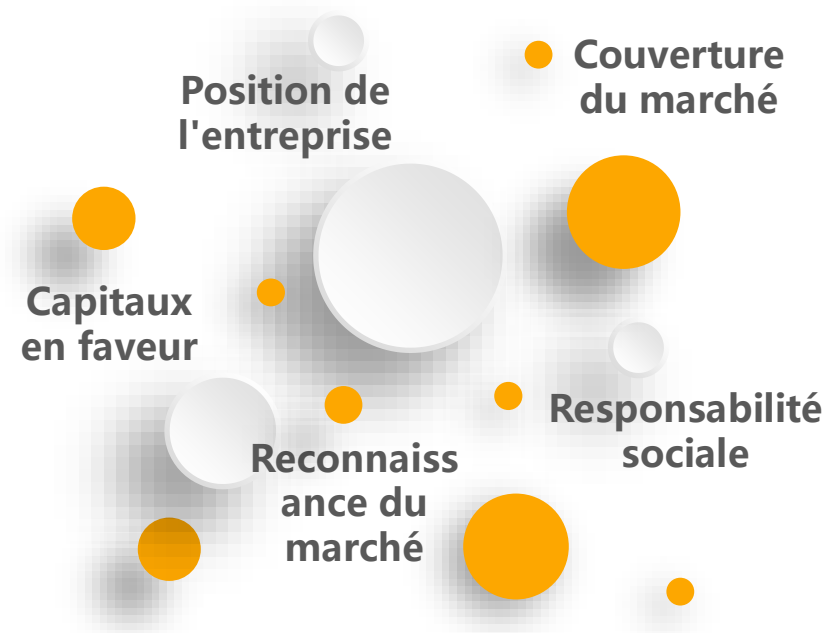 Position de
l'entreprise
Couverture
du marché
Capitaux
en faveur
Responsabilité
sociale
Reconnaiss
ance du
marché